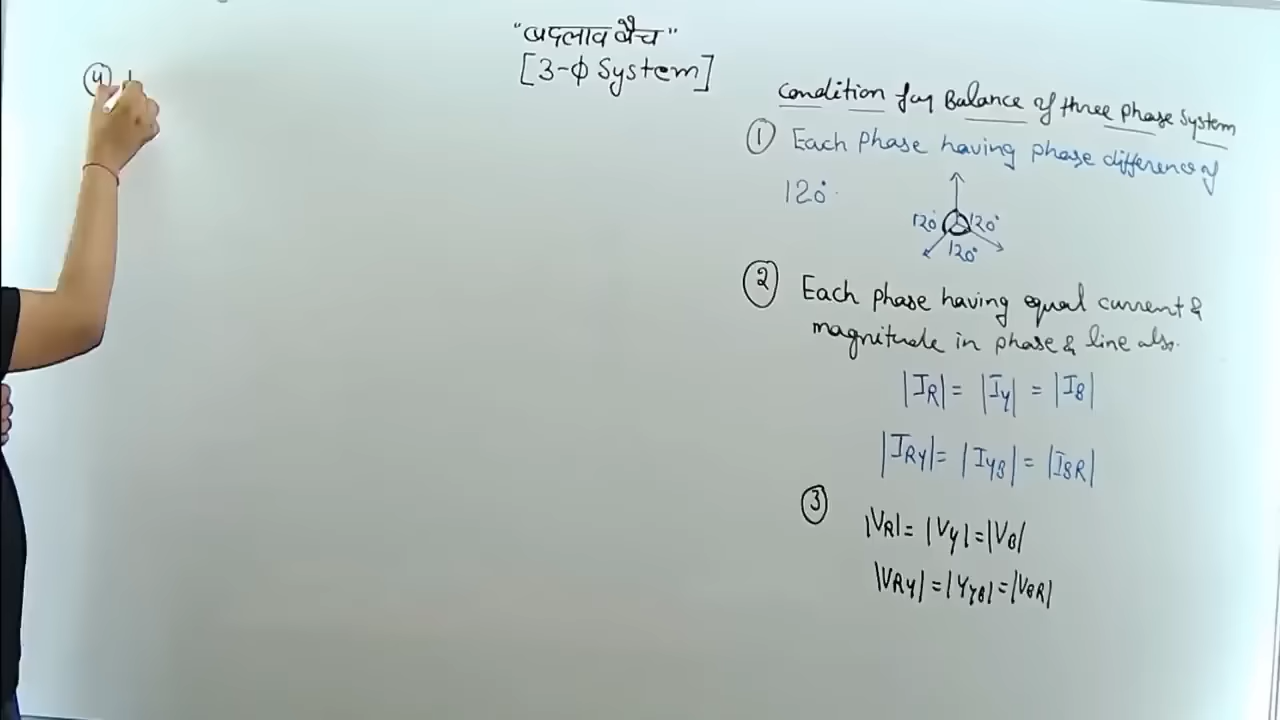 "बदलाव बैच"
[3-ϕ System]
Condition for Balance of three phase system
① Each phase having phase difference of
120°
120° 120°
120°
② Each phase having equal current &
magnitude in phase & line also.
|IR| = |IY| = |IB|
|IRY| = |IYB| = |IBR|
③
|VR| = |VY| = |VB|
|VRY| = |VYB| = |VBR|
④